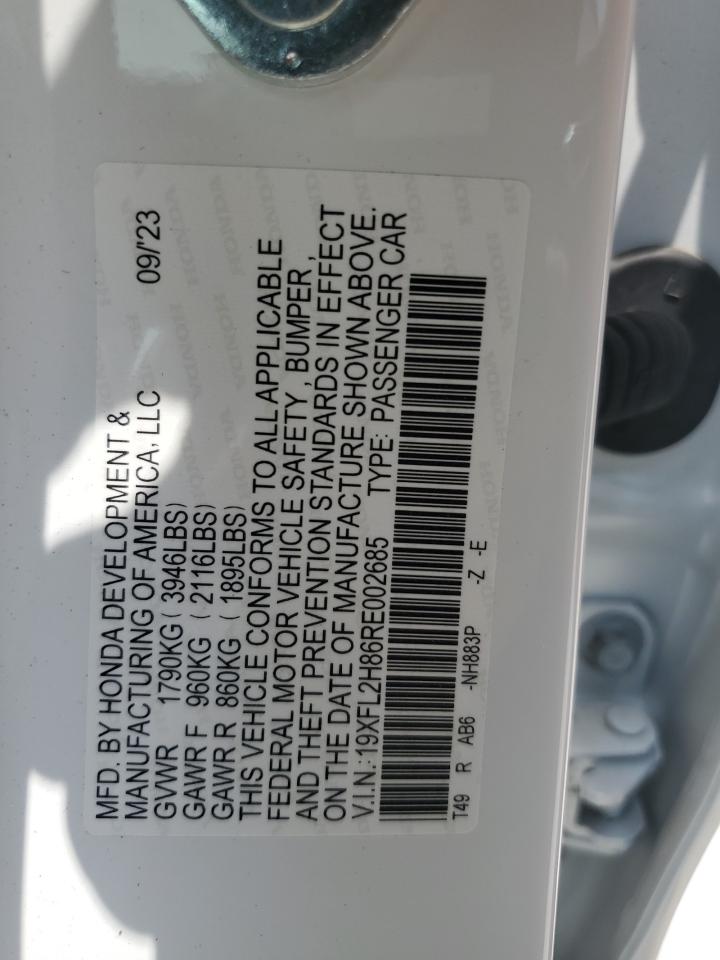 MFD. BY HONDA DEVELOPMENT &
MANUFACTURING OF AMERICA, LLC 09/'23
GVWR 1790KG ( 3946LBS)
GAWR F 960KG ( 2116LBS)
GAWR R 860KG ( 1895LBS)
THIS VEHICLE CONFORMS TO ALL APPLICABLE
FEDERAL MOTOR VEHICLE SAFETY, BUMPER,
AND THEFT PREVENTION STANDARDS IN EFFECT
ON THE DATE OF MANUFACTURE SHOWN ABOVE.
V.I.N.: 19XFL2H86RE002685 TYPE: PASSENGER CAR
T49 R AB6 -NH883P -Z -E
HONDA